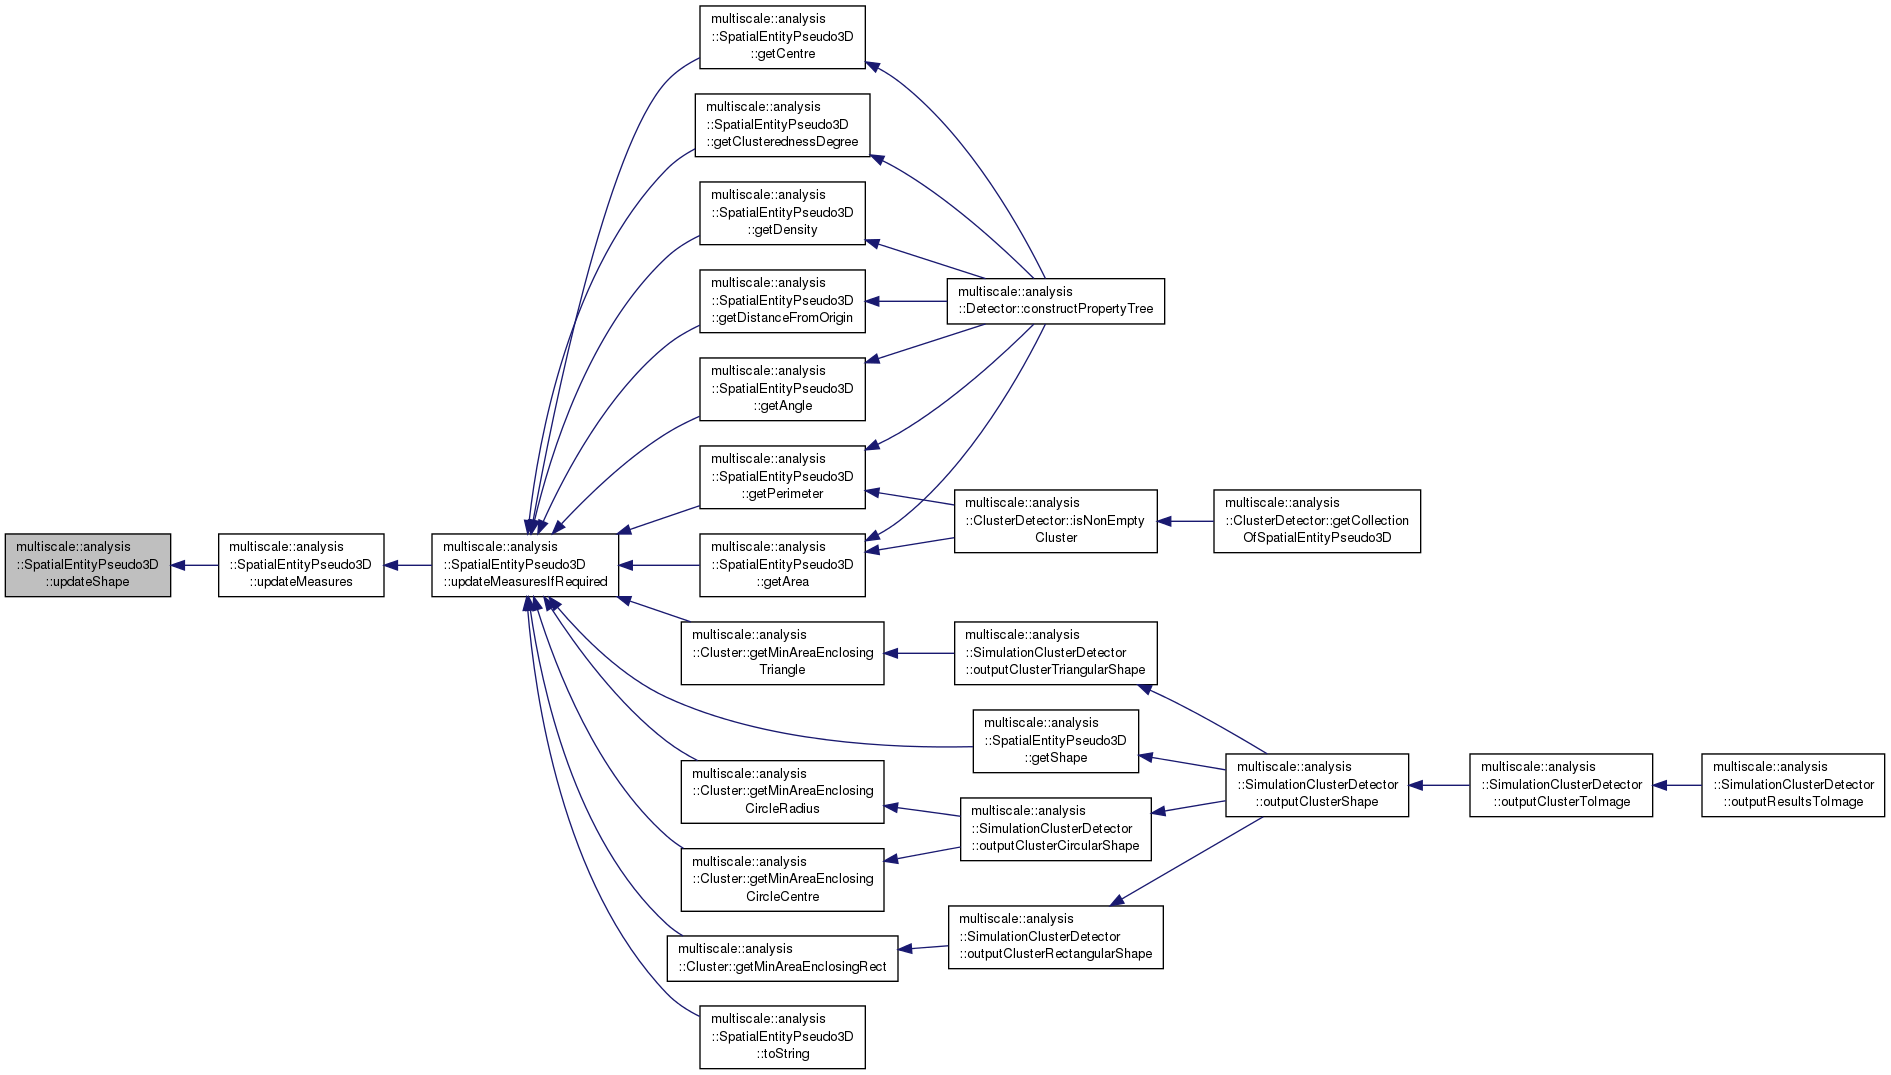 multiscale::analysis
::SpatialEntityPseudo3D
::updateShape
multiscale::analysis
::SpatialEntityPseudo3D
::updateMeasures
multiscale::analysis
::SpatialEntityPseudo3D
::updateMeasuresIfRequired
multiscale::analysis
::SpatialEntityPseudo3D
::getCentre
multiscale::analysis
::SpatialEntityPseudo3D
::getClusterednessDegree
multiscale::analysis
::SpatialEntityPseudo3D
::getDensity
multiscale::analysis
::SpatialEntityPseudo3D
::getDistanceFromOrigin
multiscale::analysis
::SpatialEntityPseudo3D
::getAngle
multiscale::analysis
::SpatialEntityPseudo3D
::getPerimeter
multiscale::analysis
::SpatialEntityPseudo3D
::getArea
multiscale::analysis
::Cluster::getMinAreaEnclosing
Triangle
multiscale::analysis
::Cluster::getMinAreaEnclosing
CircleRadius
multiscale::analysis
::Cluster::getMinAreaEnclosing
CircleCentre
multiscale::analysis
::Cluster::getMinAreaEnclosingRect
multiscale::analysis
::SpatialEntityPseudo3D
::toString
multiscale::analysis
::Detector::constructPropertyTree
multiscale::analysis
::ClusterDetector::isNonEmpty
Cluster
multiscale::analysis
::SimulationClusterDetector
::outputClusterTriangularShape
multiscale::analysis
::SpatialEntityPseudo3D
::getShape
multiscale::analysis
::SimulationClusterDetector
::outputClusterCircularShape
multiscale::analysis
::SimulationClusterDetector
::outputClusterRectangularShape
multiscale::analysis
::ClusterDetector::getCollection
OfSpatialEntityPseudo3D
multiscale::analysis
::SimulationClusterDetector
::outputClusterShape
multiscale::analysis
::SimulationClusterDetector
::outputClusterToImage
multiscale::analysis
::SimulationClusterDetector
::outputResultsToImage